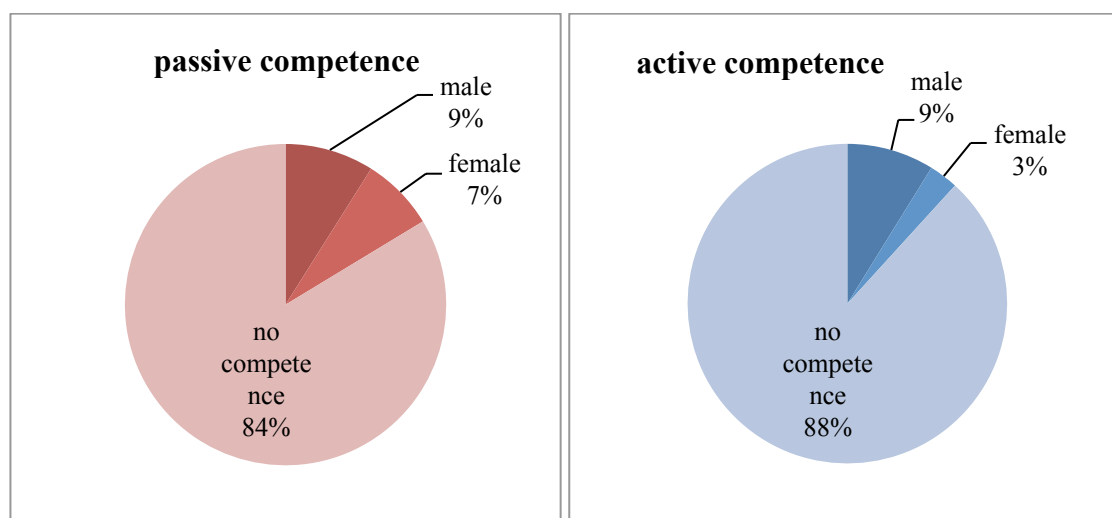 passive competence
male
9%
female
7%
no
compete
nce
84%
active competence
male
9%
female
3%
no
compete
nce
88%